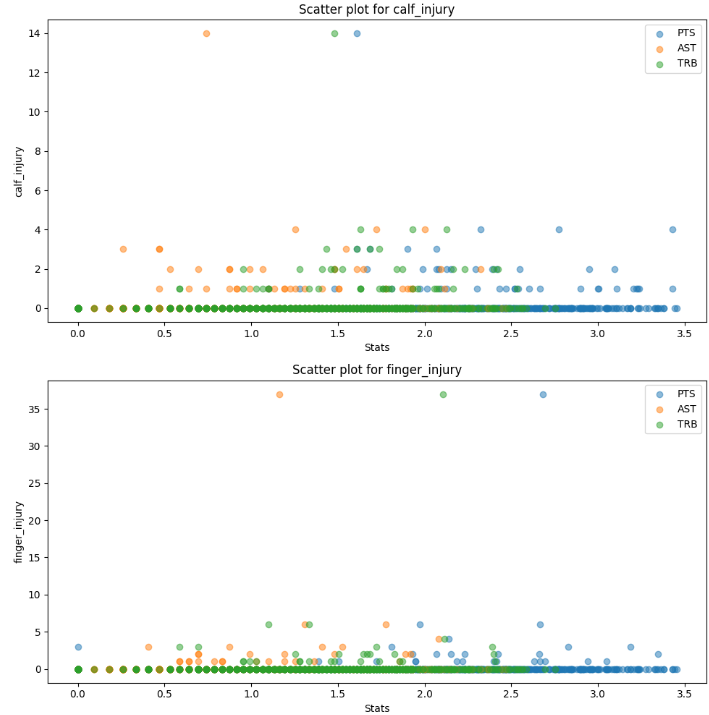 Scatter plot for calf_injury
PTS
AST
TRB
14
12
10
8
6
4
2
0
calf_injury
0.0 0.5 1.0 1.5 2.0 2.5 3.0 3.5
Stats
Scatter plot for finger_injury
PTS
AST
TRB
35
30
25
20
15
10
5
0
finger_injury
0.0 0.5 1.0 1.5 2.0 2.5 3.0 3.5
Stats